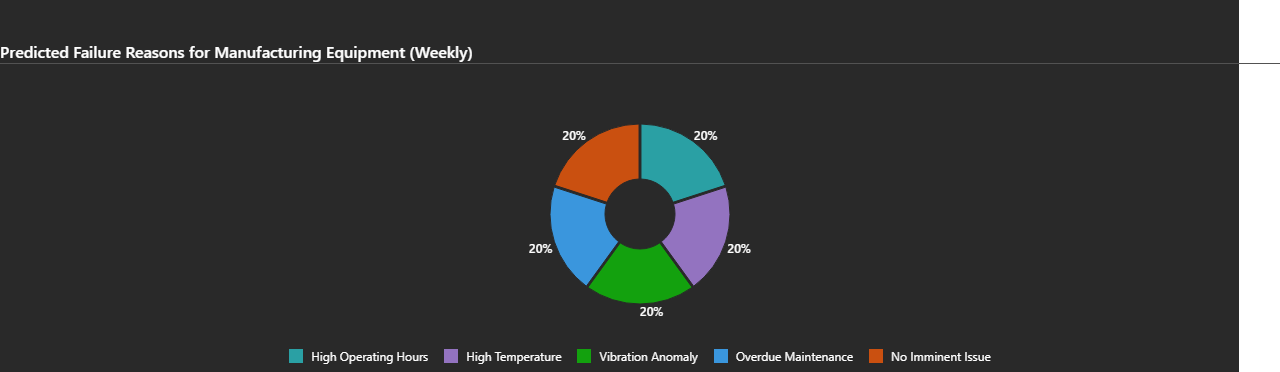 Predicted Failure Reasons for Manufacturing Equipment (Weekly)
20%
20%
20%
20%
20%
High Operating Hours
High Temperature
Vibration Anomaly
Overdue Maintenance
No Imminent Issue